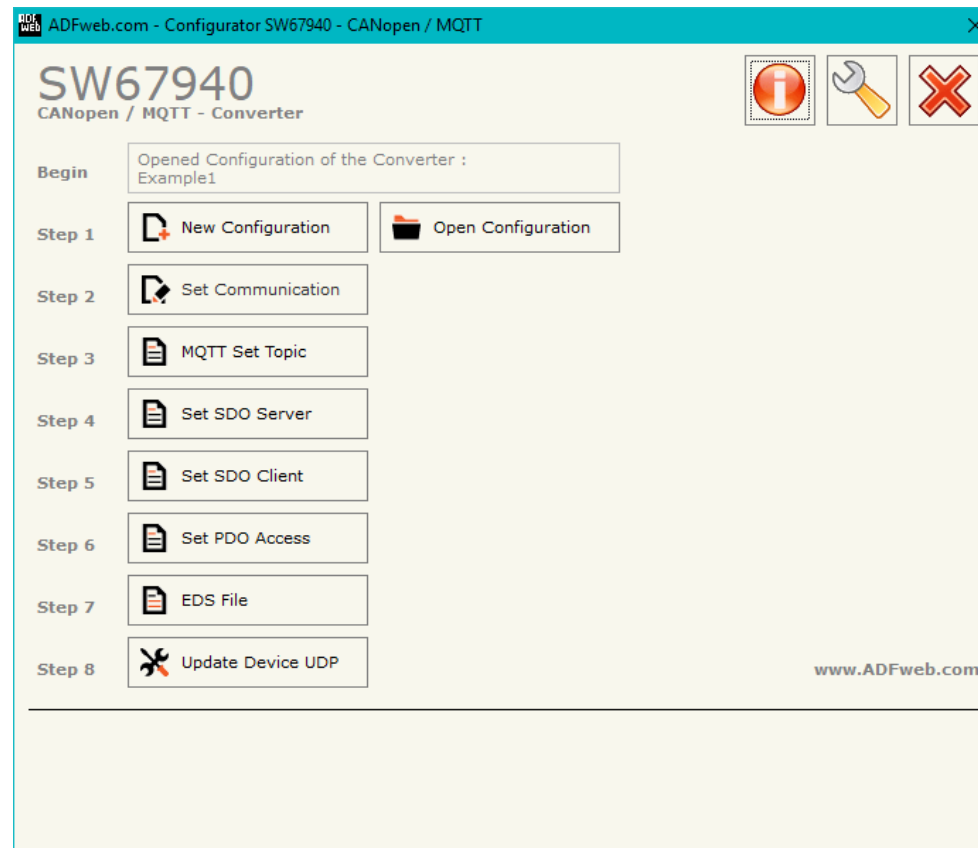 ADF
web
ADFweb.com - Configurator SW67940 - CANopen / MQTT
SW67940
CANopen / MQTT - Converter
Begin
Opened Configuration of the Converter :
Example1
Step 1
New Configuration
Open Configuration
Step 2
Set Communication
Step 3
MQTT Set Topic
Step 4
Set SDO Server
Step 5
Set SDO Client
Step 6
Set PDO Access
Step 7
EDS File
Step 8
Update Device UDP
www.ADFweb.com